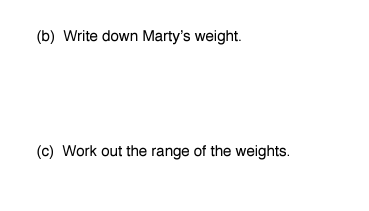 (b) Write down Marty's weight.
(c) Work out the range of the weights.